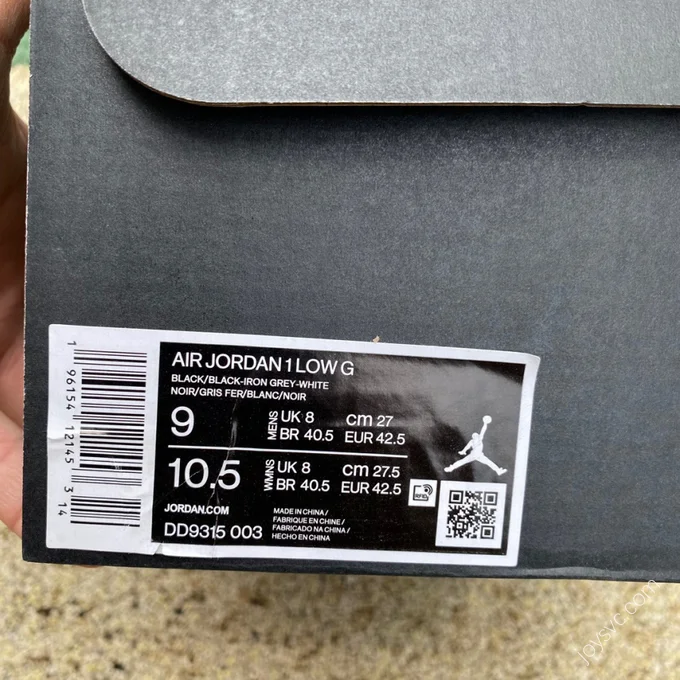 AIR JORDAN 1 LOW G
BLACK/BLACK-IRON GREY-WHITE
NOIR/GRIS FER/BLANC/NOIR
9
MENS
UK 8 cm 27
BR 40.5 EUR 42.5
10.5
WMNS
UK 8 cm 27.5
BR 40.5 EUR 42.5
RFID
JORDAN.COM
DD9315 003
MADE IN CHINA/
FABRIQUE EN CHINE/
FABRICADO NA CHINA/
HECHO EN CHINA
1 96154 12145 3 14
joysvc.com